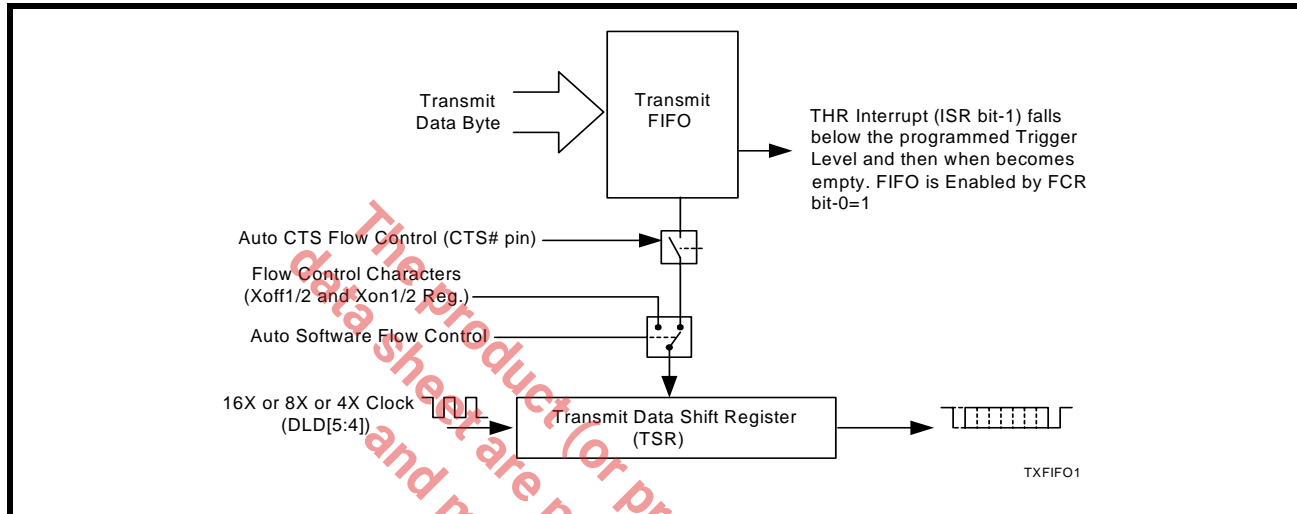 Transmit
Data Byte
Transmit
FIFO
THR Interrupt (ISR bit-1) falls
below the programmed Trigger
Level and then when becomes
empty. FIFO is Enabled by FCR
bit-0=1
Auto CTS Flow Control (CTS# pin)
Flow Control Characters
(Xoff1/2 and Xon1/2 Reg.)
Auto Software Flow Control
16X or 8X or 4X Clock
(DLD[5:4])
Transmit Data Shift Register
(TSR)
TXFIFO1
The product (or pr
data sheet are
and